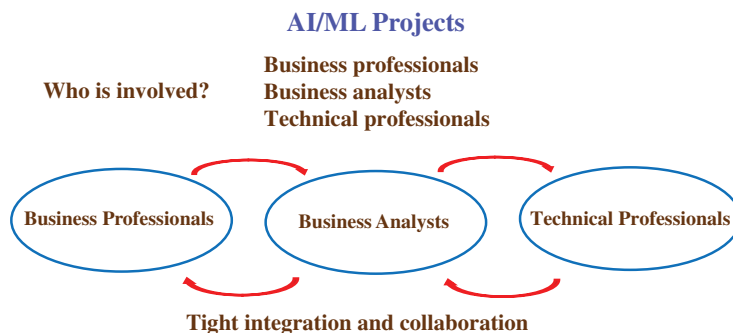 AI/ML Projects
Who is involved?
Business professionals
Business analysts
Technical professionals
Business Professionals
Business Analysts
Technical Professionals
Tight integration and collaboration